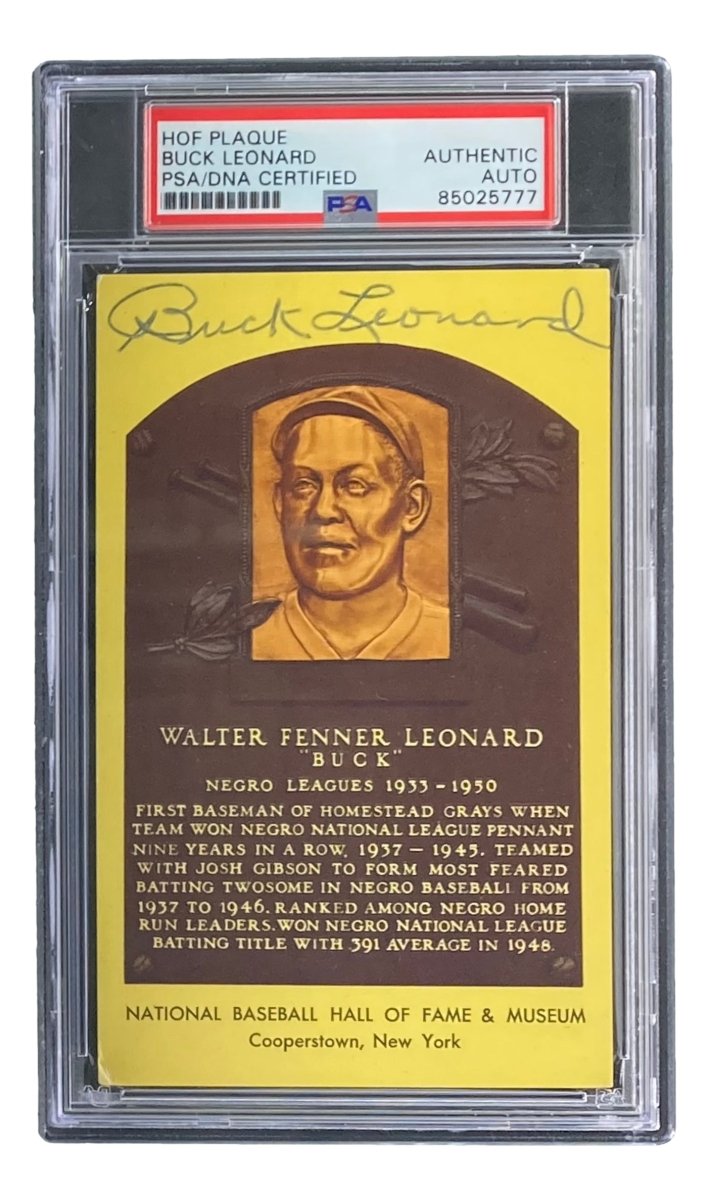 HOF PLAQUE
BUCK LEONARD AUTHENTIC
PSA/DNA CERTIFIED AUTO
PSA 85025777
Buck Leonard
WALTER FENNER LEONARD
"BUCK"
NEGRO LEAGUES 1933 - 1950
FIRST BASEMAN OF HOMESTEAD GRAYS WHEN
TEAM WON NEGRO NATIONAL LEAGUE PENNANT
NINE YEARS IN A ROW, 1937 - 1945. TEAMED
WITH JOSH GIBSON TO FORM MOST FEARED
BATTING TWOSOME IN NEGRO BASEBALL FROM
1937 TO 1946. RANKED AMONG NEGRO HOME
RUN LEADERS. WON NEGRO NATIONAL LEAGUE
BATTING TITLE WITH .391 AVERAGE IN 1948.
NATIONAL BASEBALL HALL OF FAME & MUSEUM
Cooperstown, New York